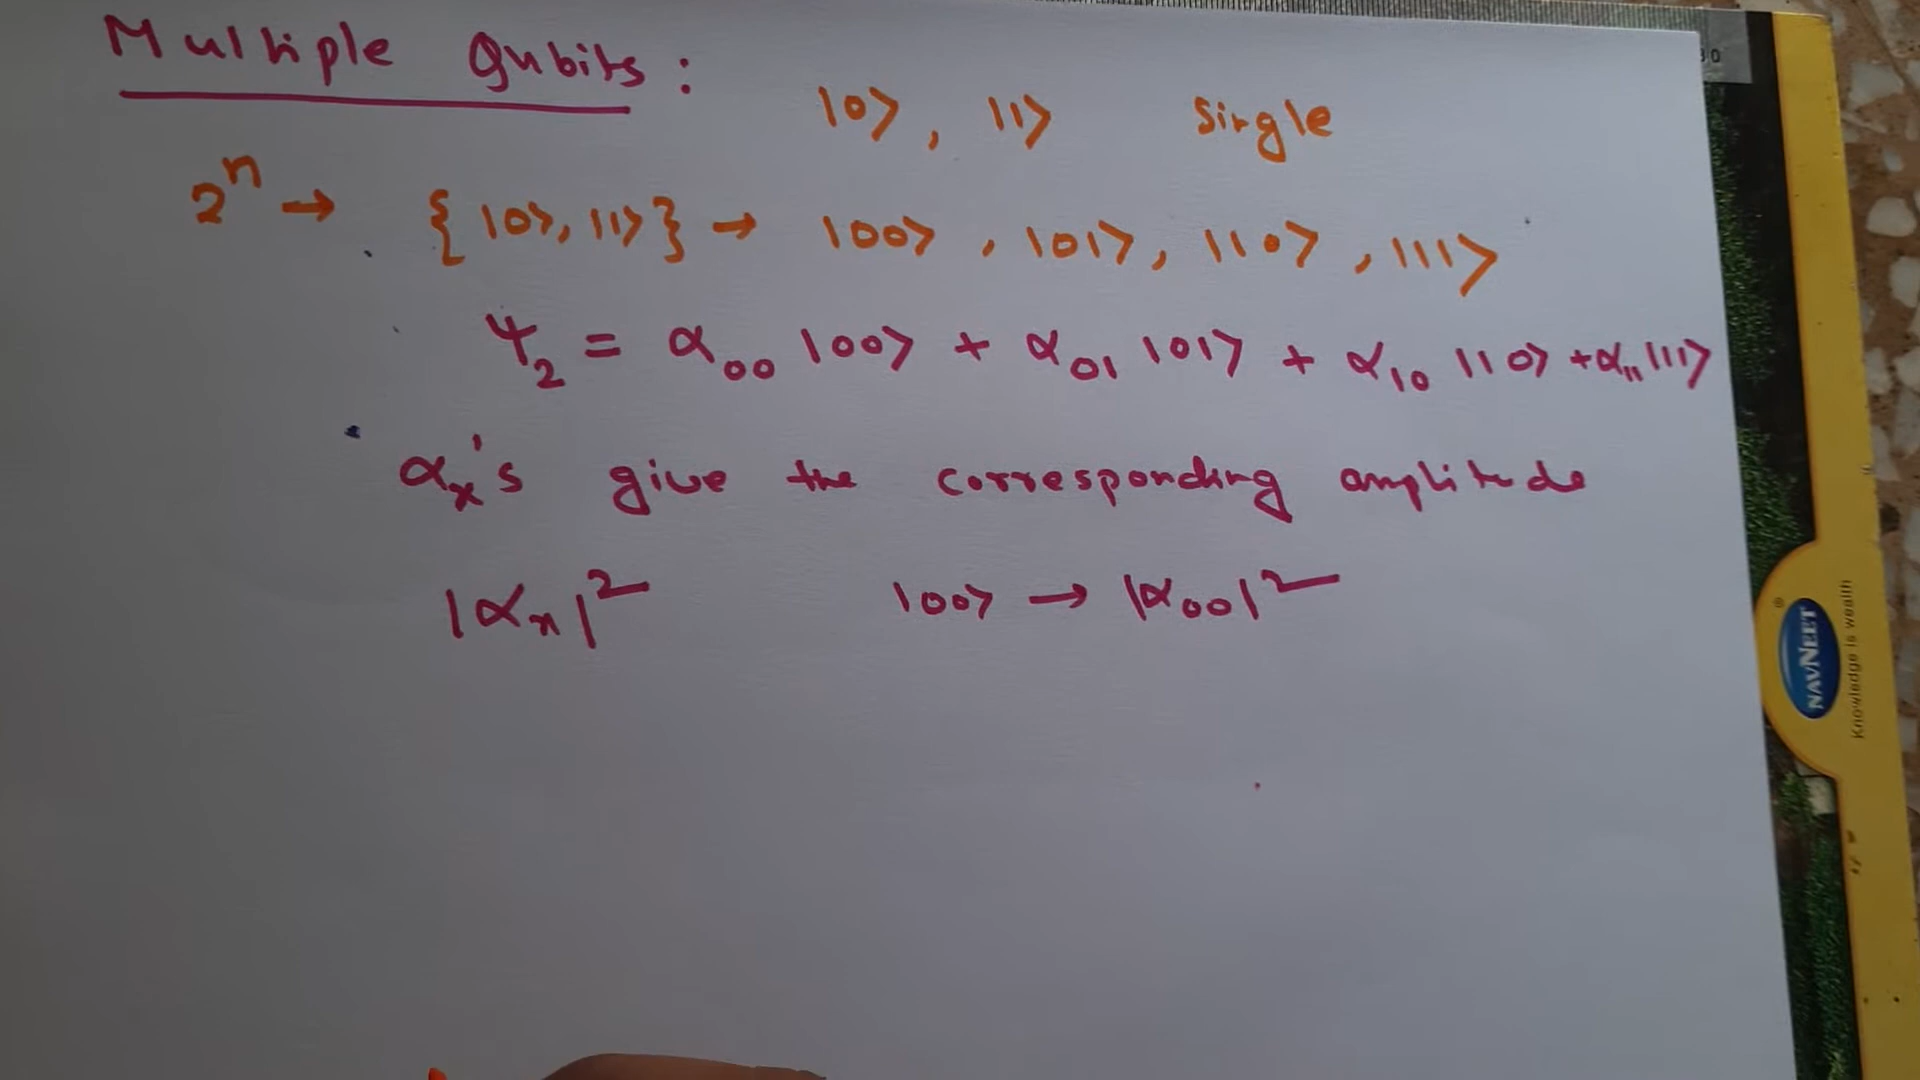 Multiple Qubits :
|0⟩ , |1⟩ Single
2ⁿ → { |0⟩, |1⟩ } → |00⟩ , |01⟩, |10⟩ , |11⟩
Ψ₂ = α₀₀ |00⟩ + α₀₁ |01⟩ + α₁₀ |10⟩ + α₁₁ |11⟩
αₓ's give the corresponding amplitude
|αₓ|² |00⟩ → |α₀₀|²
NAVNEET
®
Knowledge is wealth